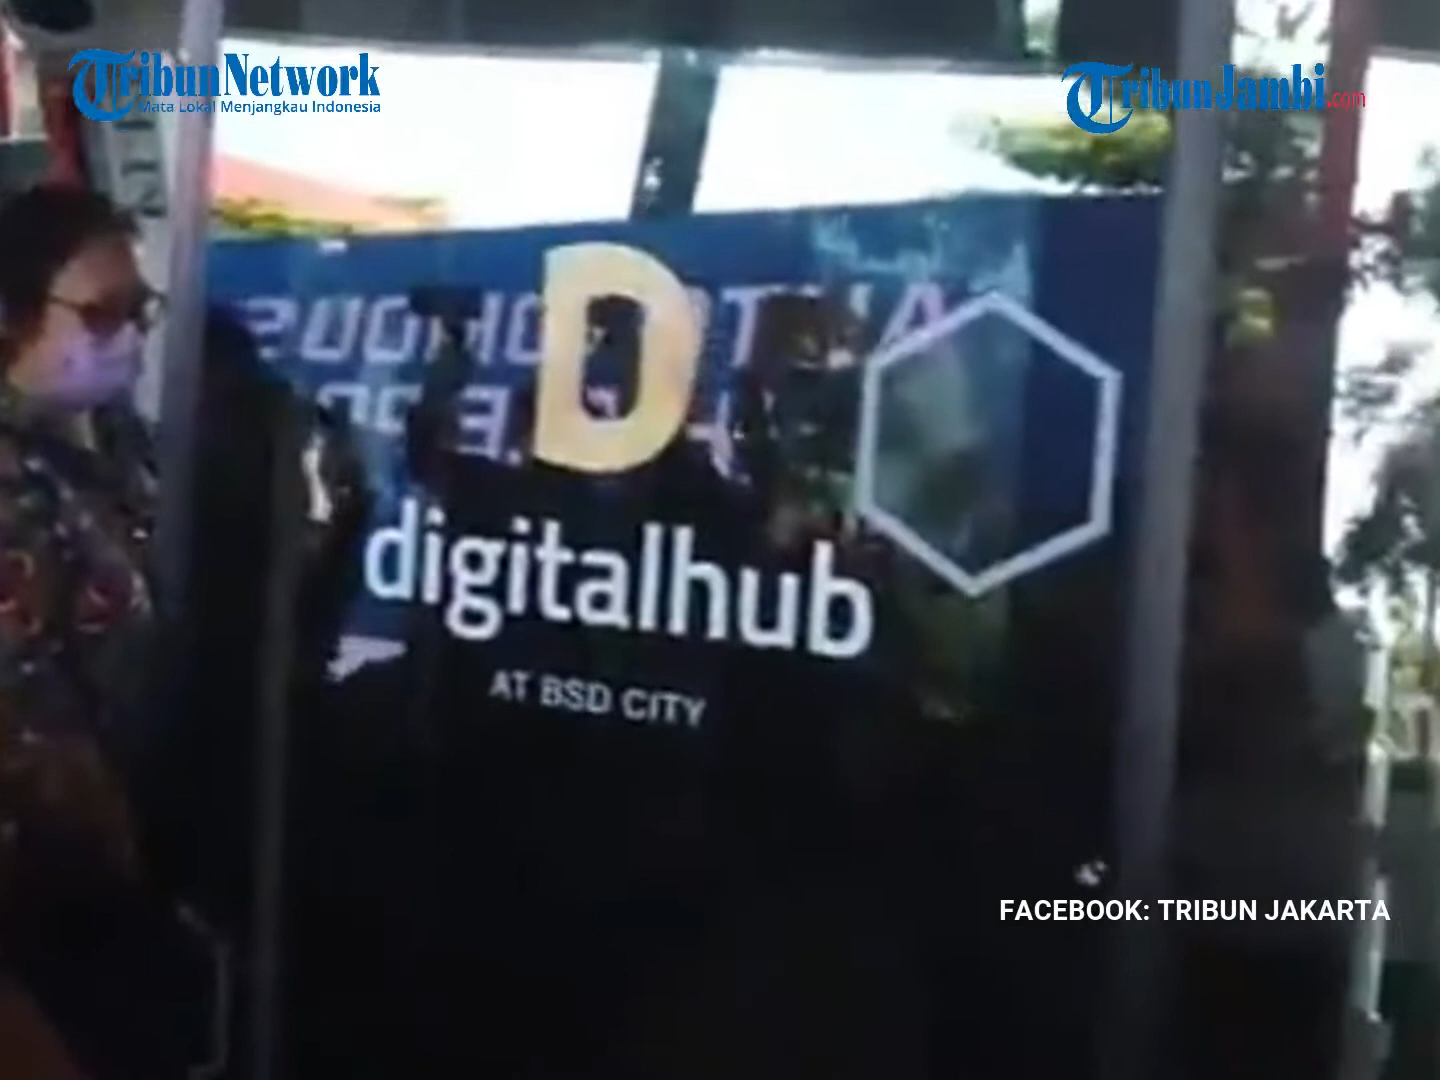 TribunNetwork
Mata Lokal Menjangkau Indonesia
TribunJambi.com
D
digitalhub
AT BSD CITY
FACEBOOK: TRIBUN JAKARTA